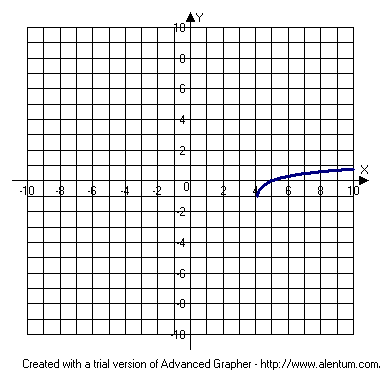 Y
10
8
6
4
2
X
-10 -8 -6 -4 -2 0 2 4 6 8 10
-2
-4
-6
-8
-10
Created with a trial version of Advanced Grapher - http://www.alentum.com.